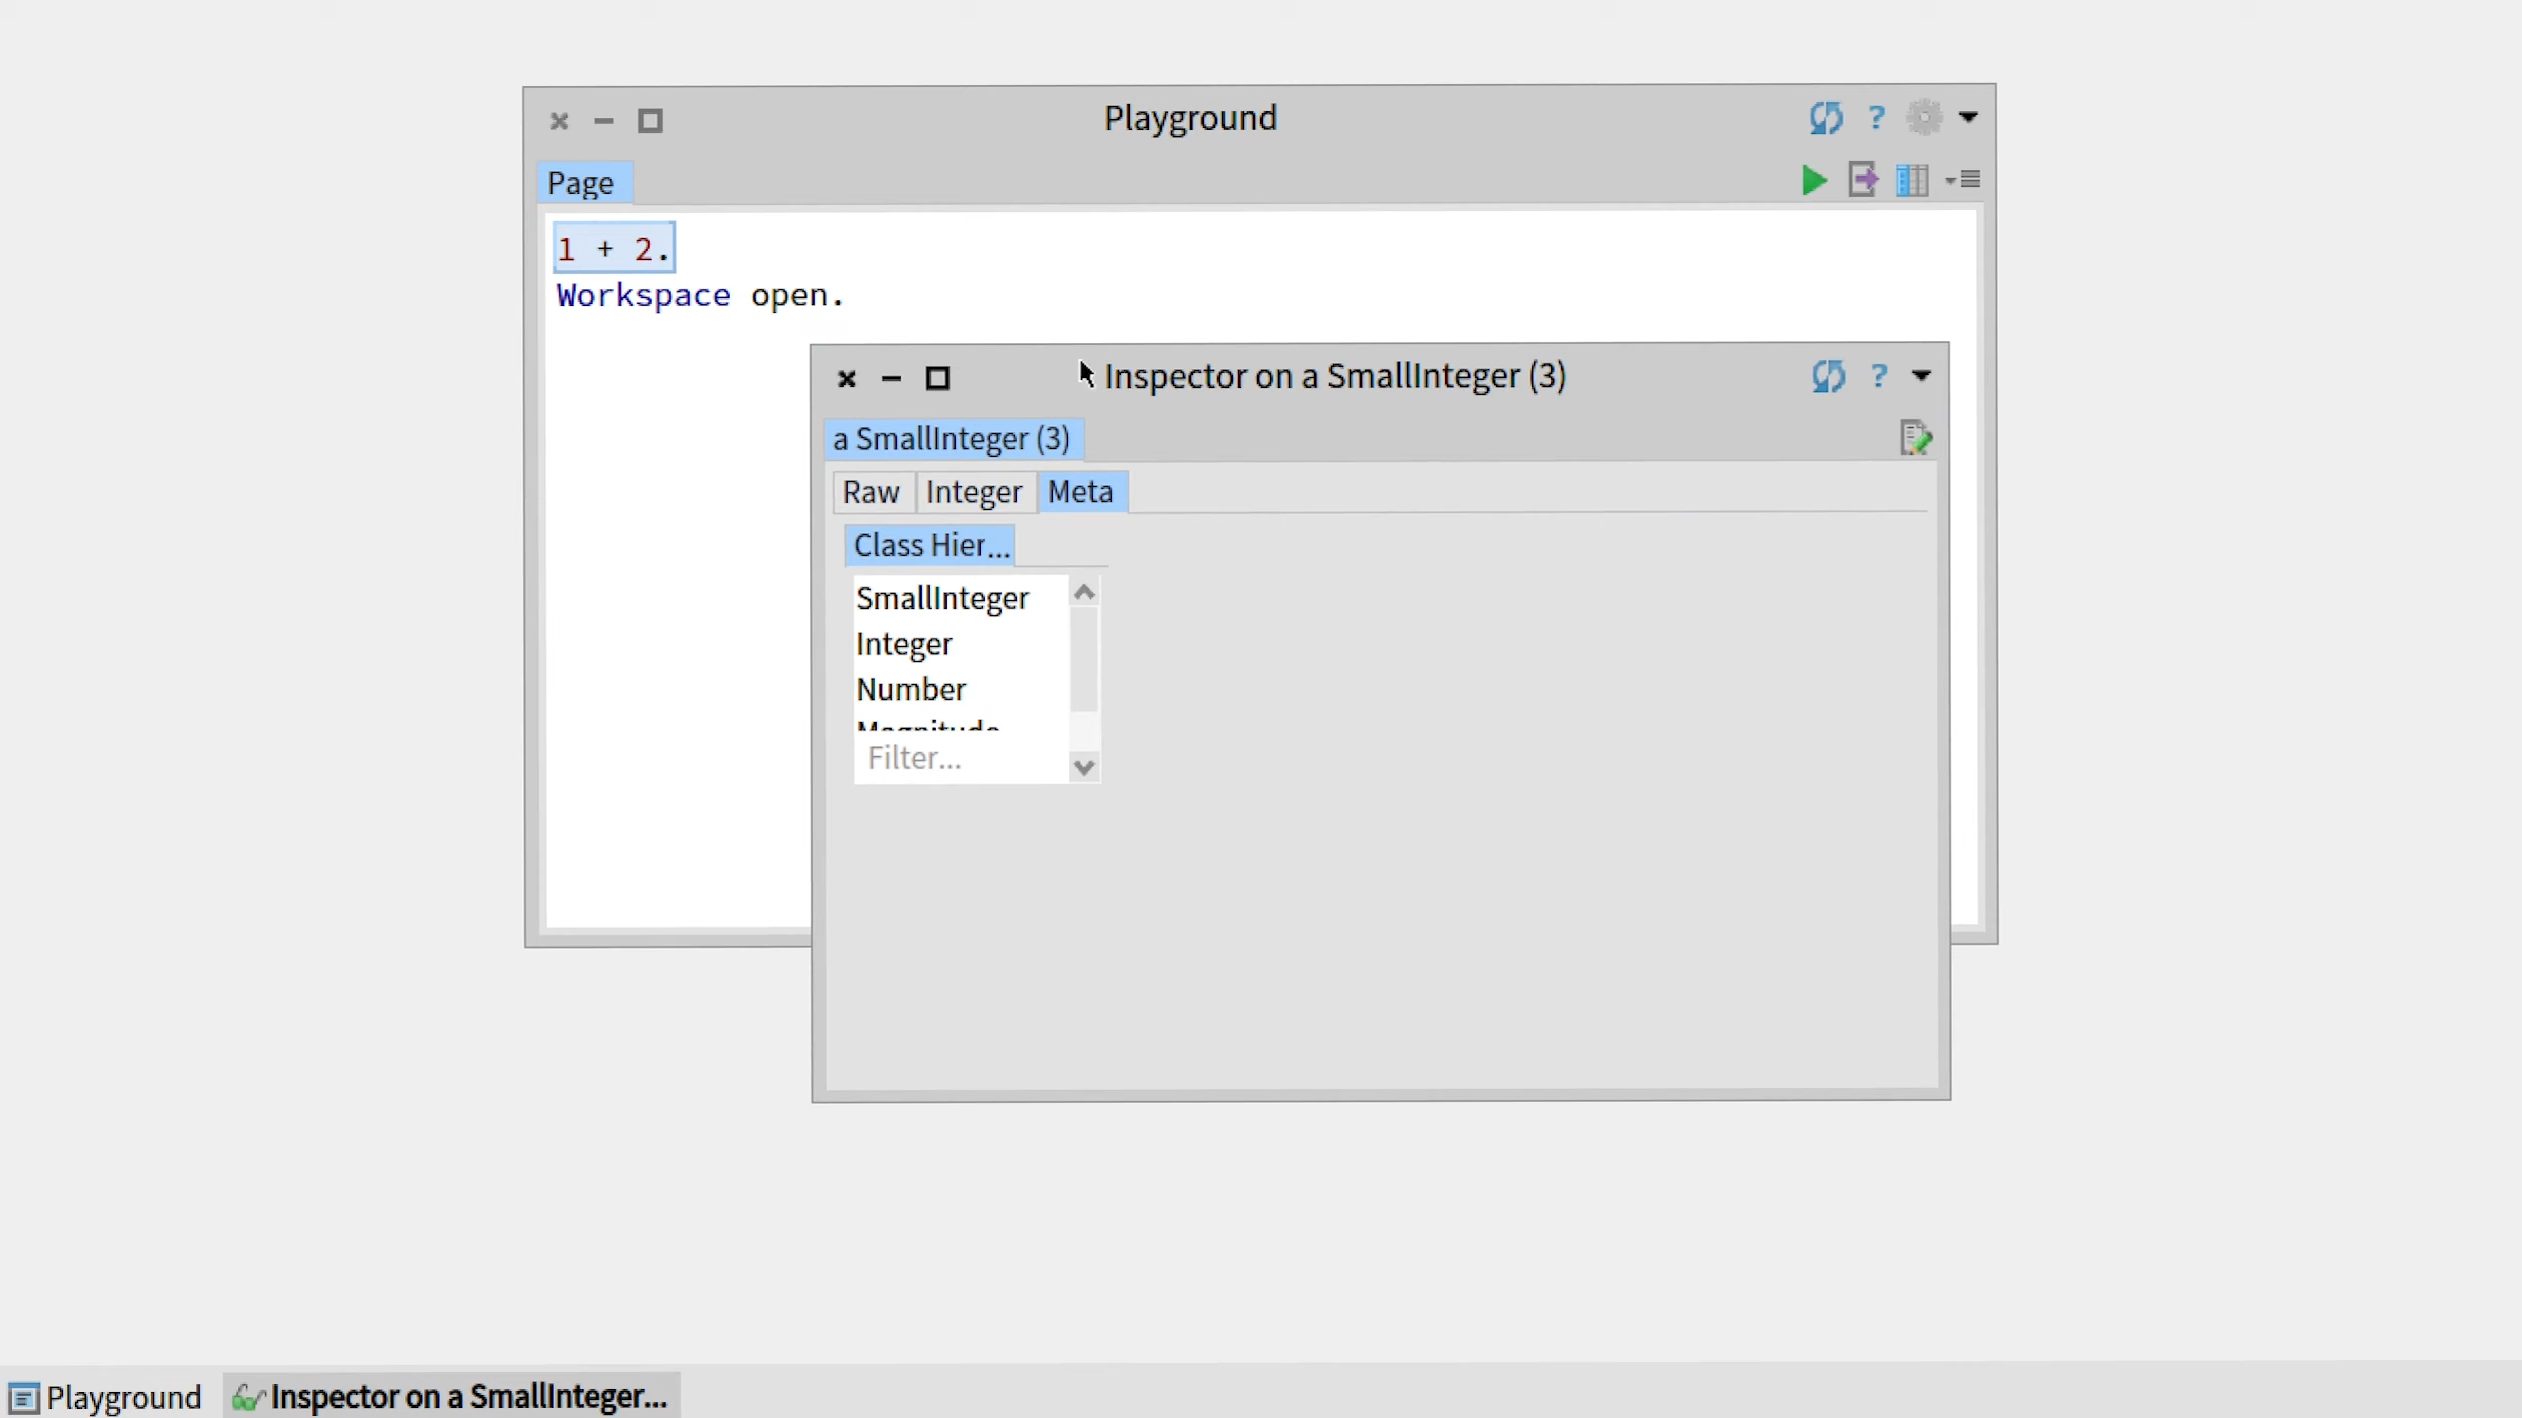 Playground
?
Page
1 + 2.
Workspace open.
Inspector on a SmallInteger (3)
?
a SmallInteger (3)
Raw Integer Meta
Class Hier...
SmallInteger
Integer
Number
Magnitude
Filter...
Playground
Inspector on a SmallInteger...